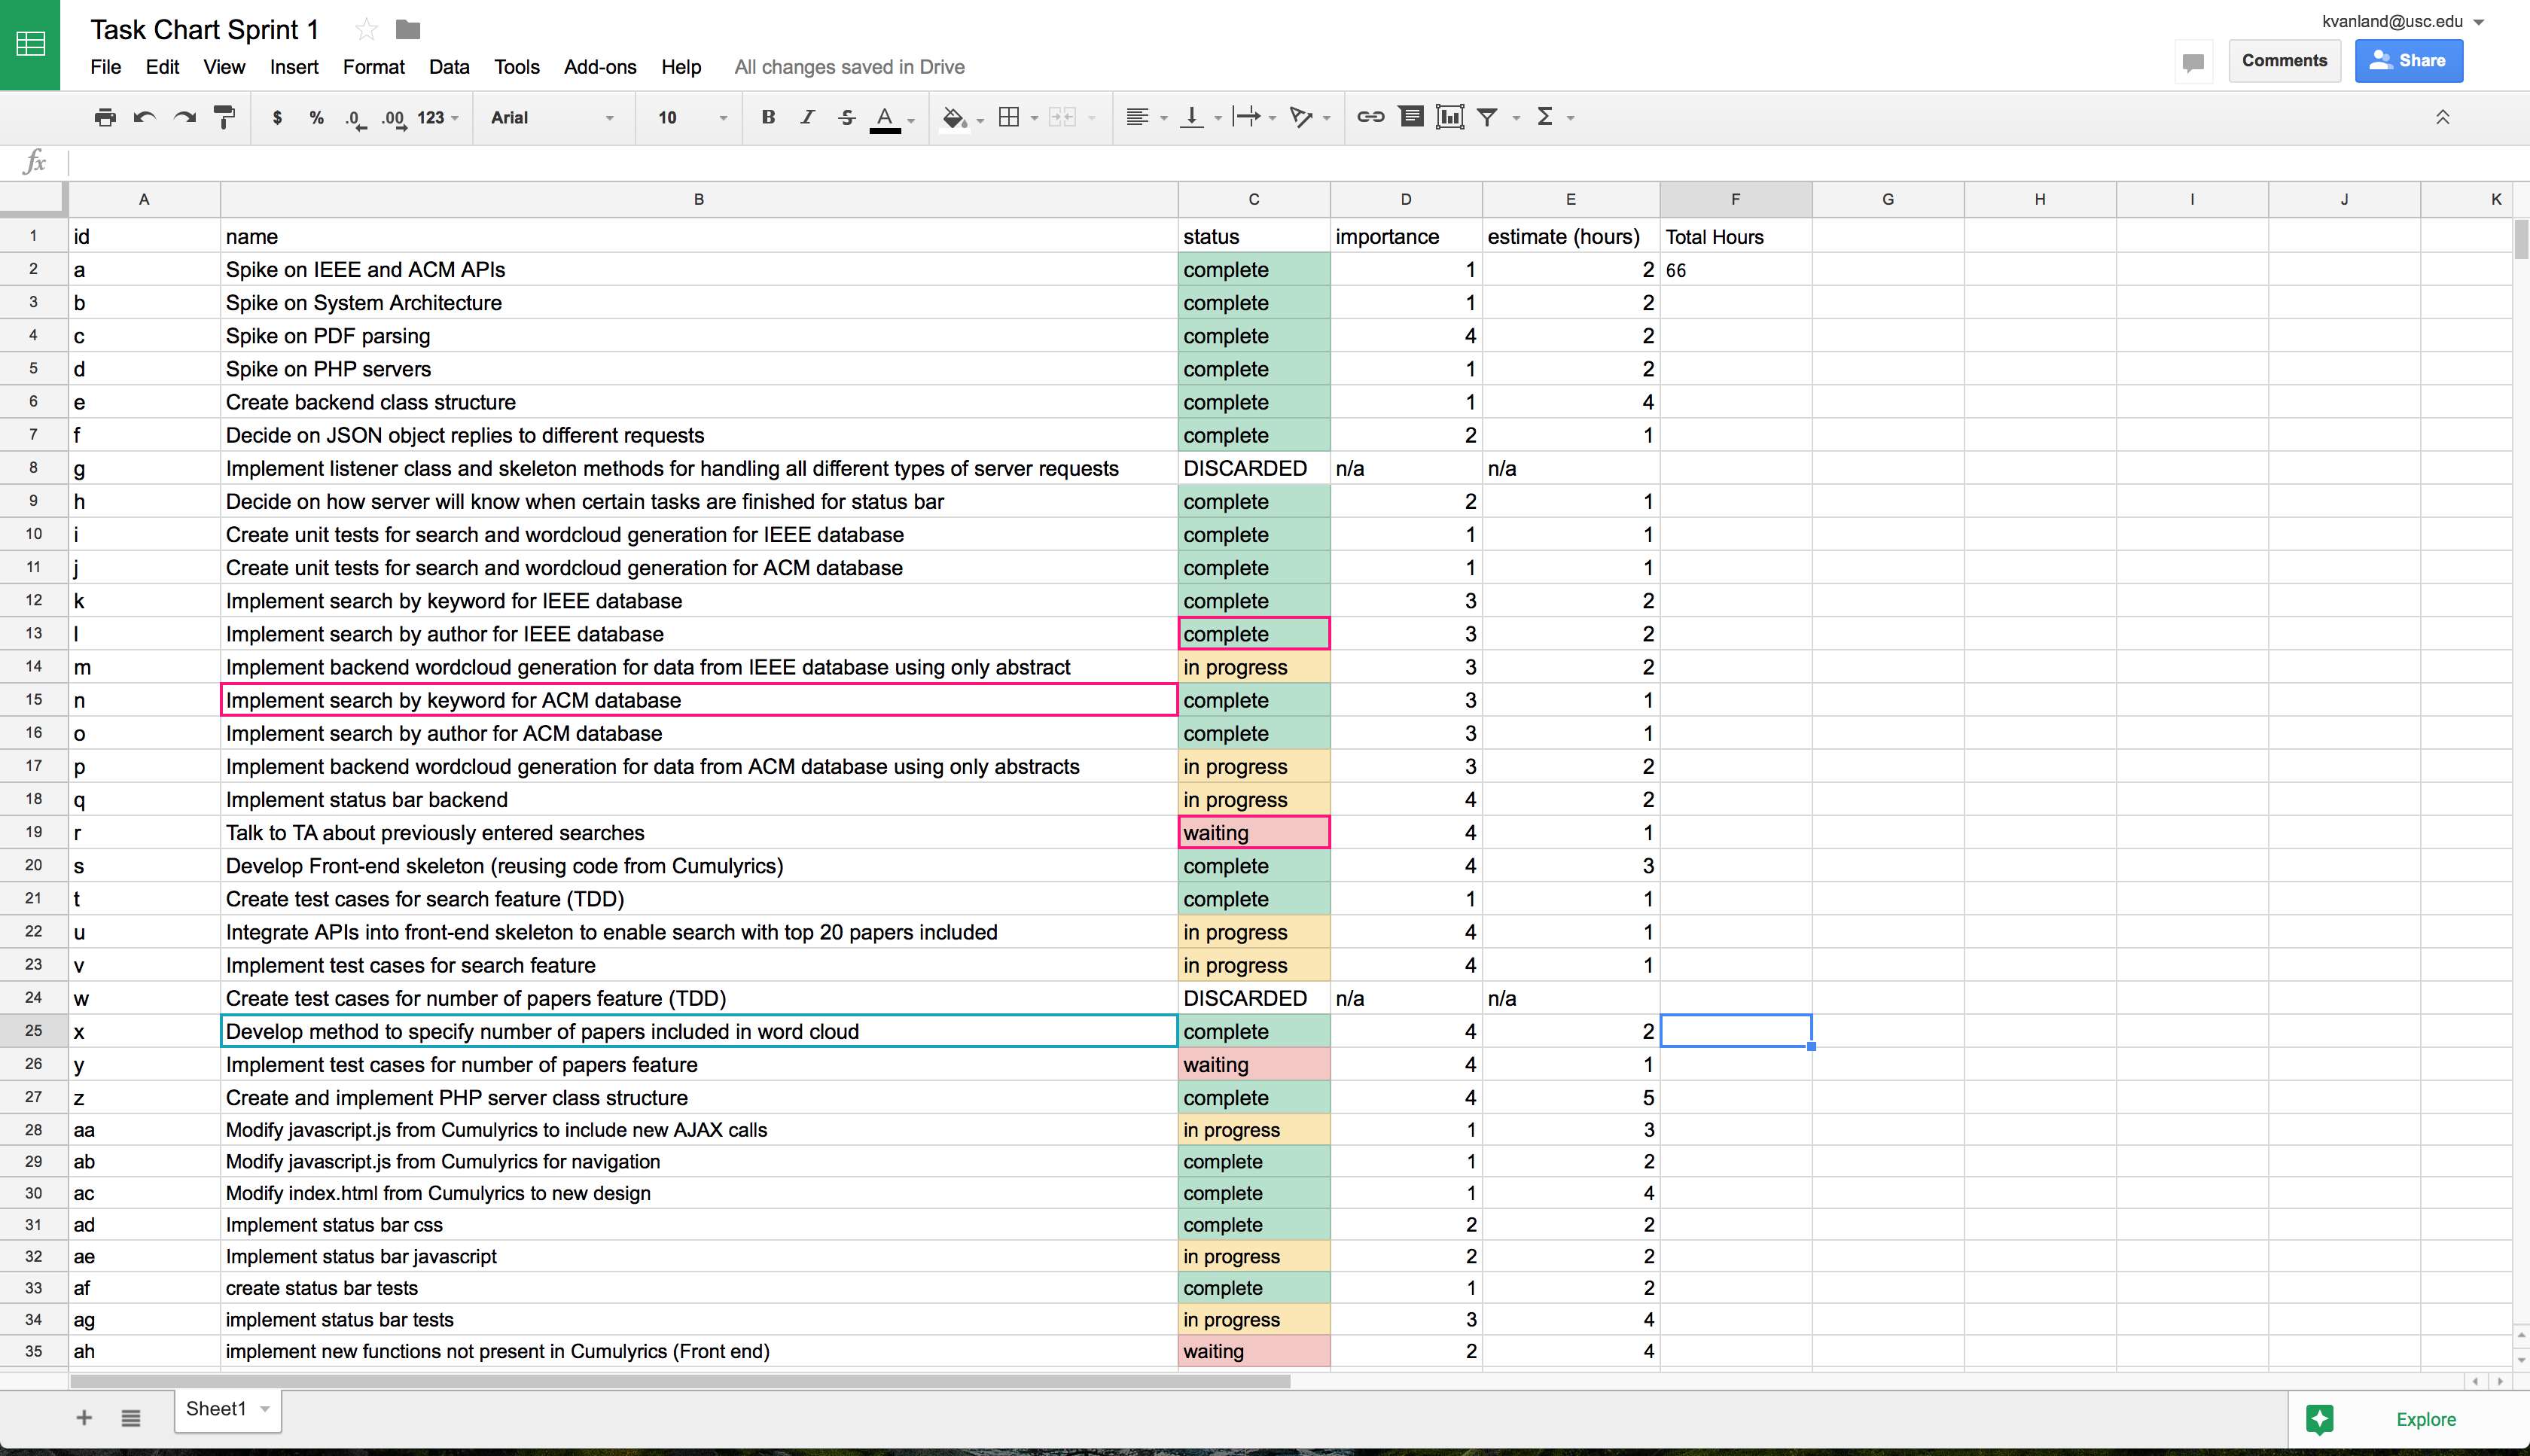 Task Chart Sprint 1
kvanland@usc.edu
File Edit View Insert Format Data Tools Add-ons Help All changes saved in Drive
Comments Share
$ % .0 .00 123 Arial 10 B I S A Σ
fx
A B C D E F G H I J K
1 id name status importance estimate (hours) Total Hours
2 a Spike on IEEE and ACM APIs complete 1 2 66
3 b Spike on System Architecture complete 1 2
4 c Spike on PDF parsing complete 4 2
5 d Spike on PHP servers complete 1 2
6 e Create backend class structure complete 1 4
7 f Decide on JSON object replies to different requests complete 2 1
8 g Implement listener class and skeleton methods for handling all different types of server requests DISCARDED n/a n/a
9 h Decide on how server will know when certain tasks are finished for status bar complete 2 1
10 i Create unit tests for search and wordcloud generation for IEEE database complete 1 1
11 j Create unit tests for search and wordcloud generation for ACM database complete 1 1
12 k Implement search by keyword for IEEE database complete 3 2
13 l Implement search by author for IEEE database complete 3 2
14 m Implement backend wordcloud generation for data from IEEE database using only abstract in progress 3 2
15 n Implement search by keyword for ACM database complete 3 1
16 o Implement search by author for ACM database complete 3 1
17 p Implement backend wordcloud generation for data from ACM database using only abstracts in progress 3 2
18 q Implement status bar backend in progress 4 2
19 r Talk to TA about previously entered searches waiting 4 1
20 s Develop Front-end skeleton (reusing code from Cumulyrics) complete 4 3
21 t Create test cases for search feature (TDD) complete 1 1
22 u Integrate APIs into front-end skeleton to enable search with top 20 papers included in progress 4 1
23 v Implement test cases for search feature in progress 4 1
24 w Create test cases for number of papers feature (TDD) DISCARDED n/a n/a
25 x Develop method to specify number of papers included in word cloud complete 4 2
26 y Implement test cases for number of papers feature waiting 4 1
27 z Create and implement PHP server class structure complete 4 5
28 aa Modify javascript.js from Cumulyrics to include new AJAX calls in progress 1 3
29 ab Modify javascript.js from Cumulyrics for navigation complete 1 2
30 ac Modify index.html from Cumulyrics to new design complete 1 4
31 ad Implement status bar css complete 2 2
32 ae Implement status bar javascript in progress 2 2
33 af create status bar tests complete 1 2
34 ag implement status bar tests in progress 3 4
35 ah implement new functions not present in Cumulyrics (Front end) waiting 2 4
Sheet1
Explore